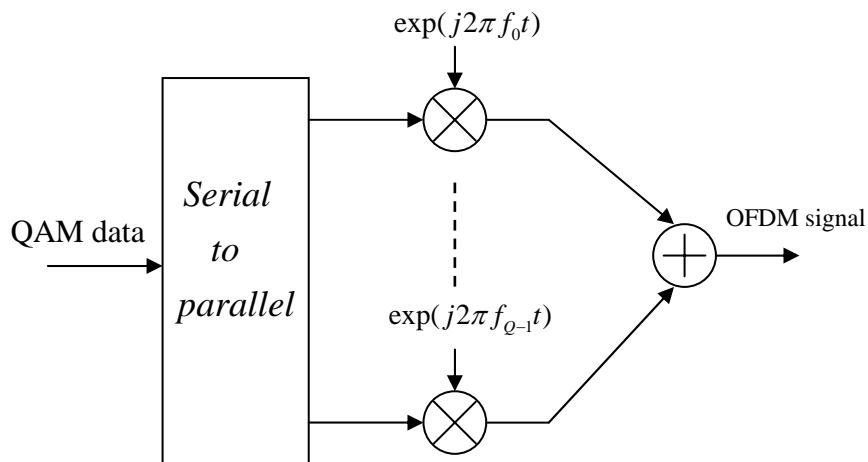 exp(j2πf₀t)
Serial
to
parallel
QAM data
OFDM signal
exp(j2πf_{Q−1}t)